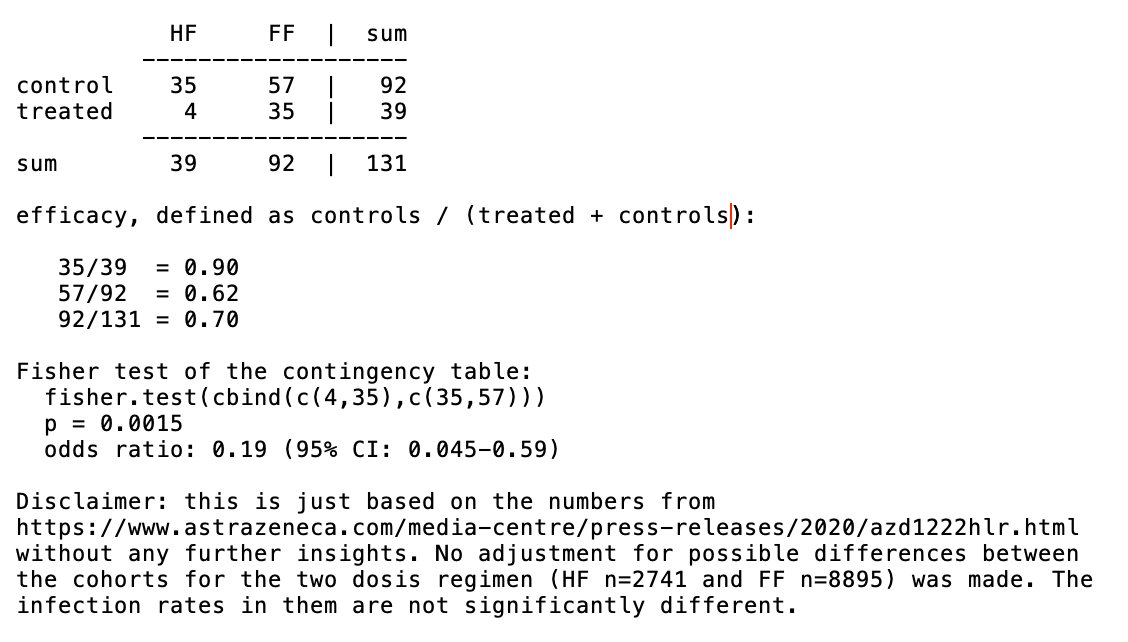 HF FF | sum
-------------------
control 35 57 | 92
treated 4 35 | 39
-------------------
sum 39 92 | 131
efficacy, defined as controls / (treated + controls):
35/39 = 0.90
57/92 = 0.62
92/131 = 0.70
Fisher test of the contingency table:
fisher.test(cbind(c(4,35),c(35,57)))
p = 0.0015
odds ratio: 0.19 (95% CI: 0.045-0.59)
Disclaimer: this is just based on the numbers from
https://www.astrazeneca.com/media-centre/press-releases/2020/azd1222hlr.html
without any further insights. No adjustment for possible differences between
the cohorts for the two dosis regimen (HF n=2741 and FF n=8895) was made. The
infection rates in them are not significantly different.